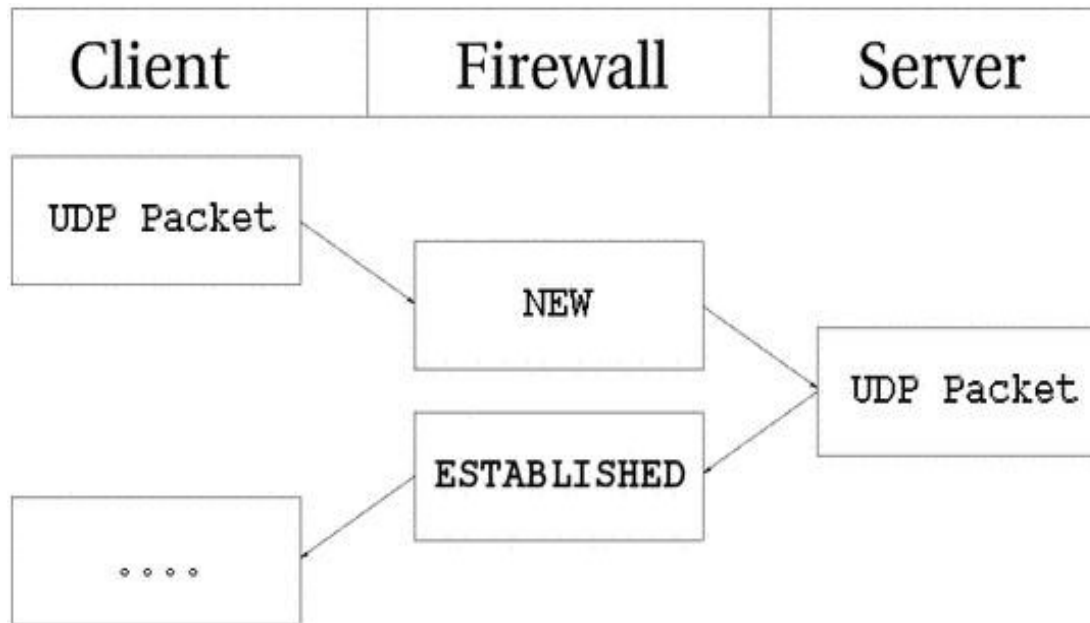 Client Firewall Server
UDP Packet
NEW
UDP Packet
ESTABLISHED
....